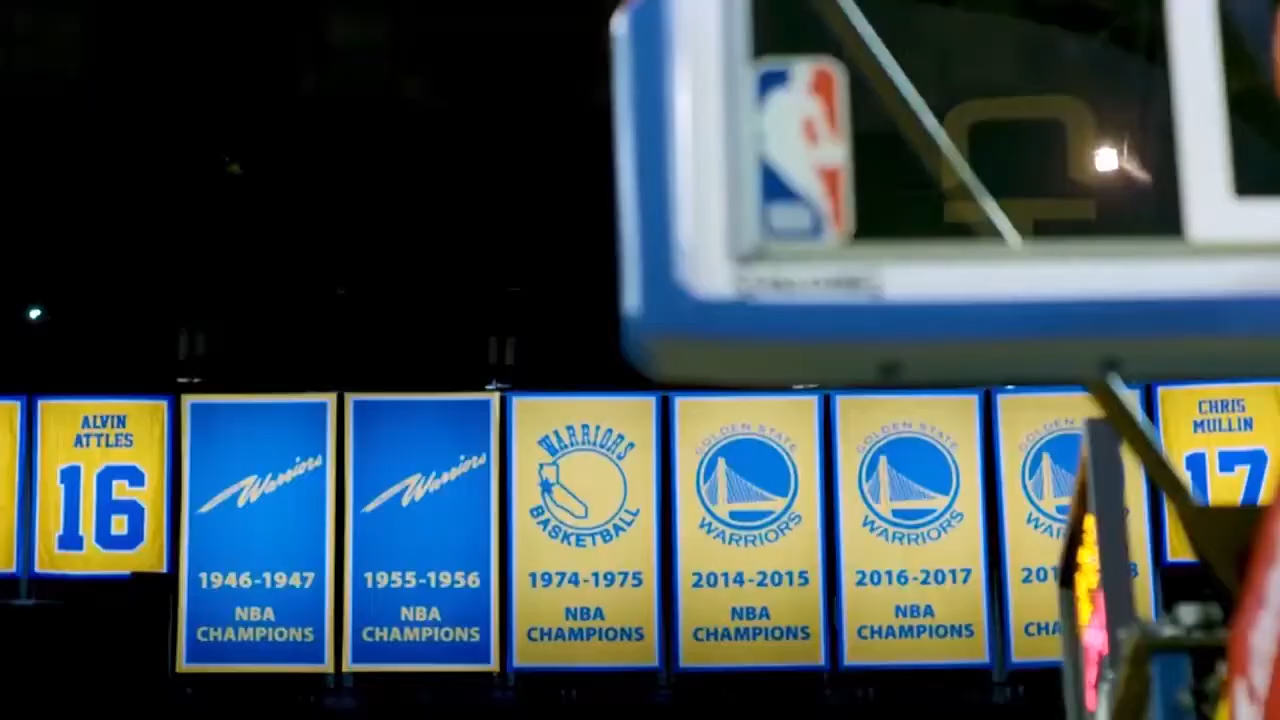 ALVIN
ATTLES
16
Warriors
1946-1947
NBA
CHAMPIONS
Warriors
1955-1956
NBA
CHAMPIONS
WARRIORS
BASKETBALL
1974-1975
NBA
CHAMPIONS
GOLDEN STATE
WARRIORS
2014-2015
NBA
CHAMPIONS
GOLDEN STATE
WARRIORS
2016-2017
NBA
CHAMPIONS
GOLDEN
CHRIS
MULLIN
17